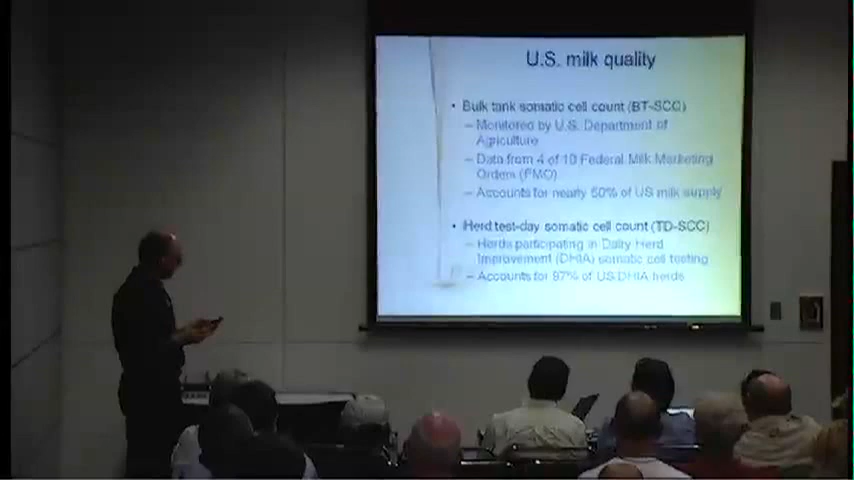 U.S. milk quality
• Bulk tank somatic cell count (BT-SCC)
– Monitored by U.S. Department of
Agriculture
– Data from 4 of 10 Federal Milk Marketing
Orders (FMO)
– Accounts for nearly 50% of US milk supply
• Herd test-day somatic cell count (TD-SCC)
– Herds participating in Dairy Herd
Improvement (DHIA) somatic cell testing
– Accounts for 97% of US DHIA herds